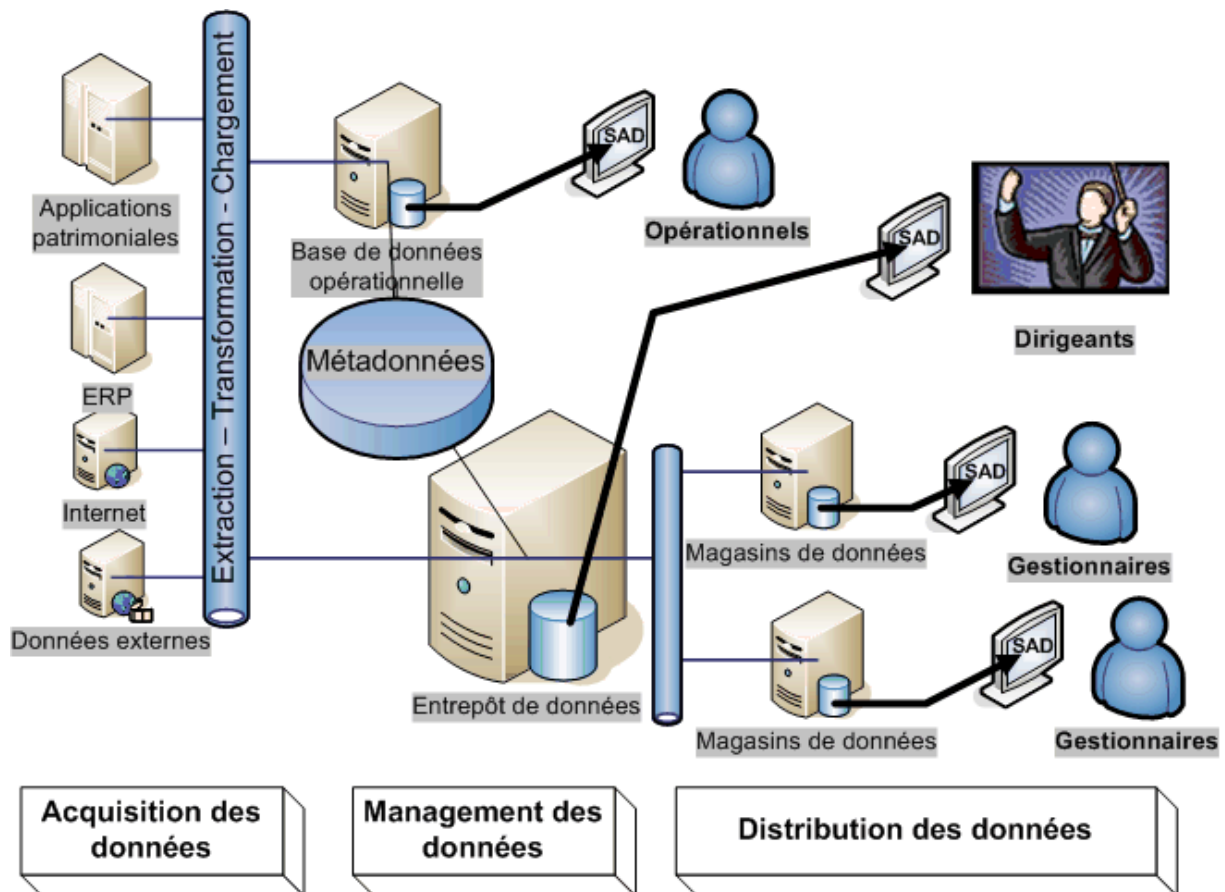 Extraction – Transformation - Chargement
Applications
patrimoniales
ERP
Internet
Données externes
Base de données
opérationnelle
Métadonnées
Entrepôt de données
SAD
Opérationnels
SAD
Dirigeants
Magasins de données
SAD
Gestionnaires
Magasins de données
SAD
Gestionnaires
Acquisition des
données
Management des
données
Distribution des données